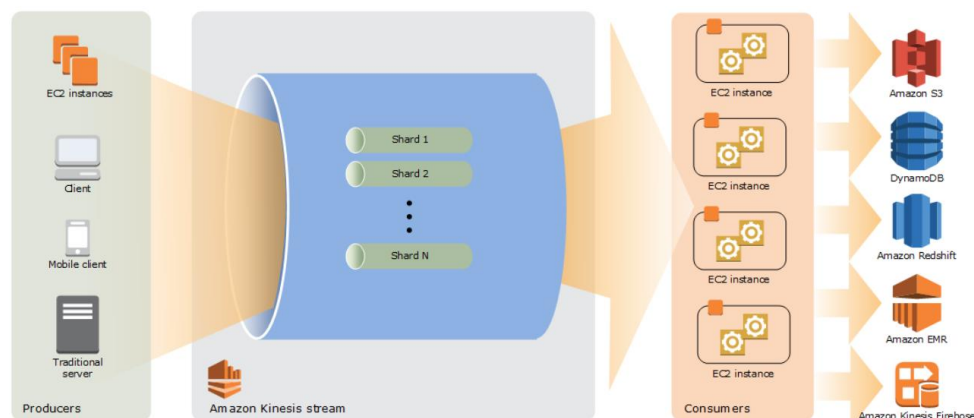 EC2 instances
Client
Mobile client
Traditional
server
Producers
Shard 1
Shard 2
Shard N
Amazon Kinesis stream
EC2 instance
EC2 instance
EC2 instance
EC2 instance
Consumers
Amazon S3
DynamoDB
Amazon Redshift
Amazon EMR
Amazon Kinesis Firehose